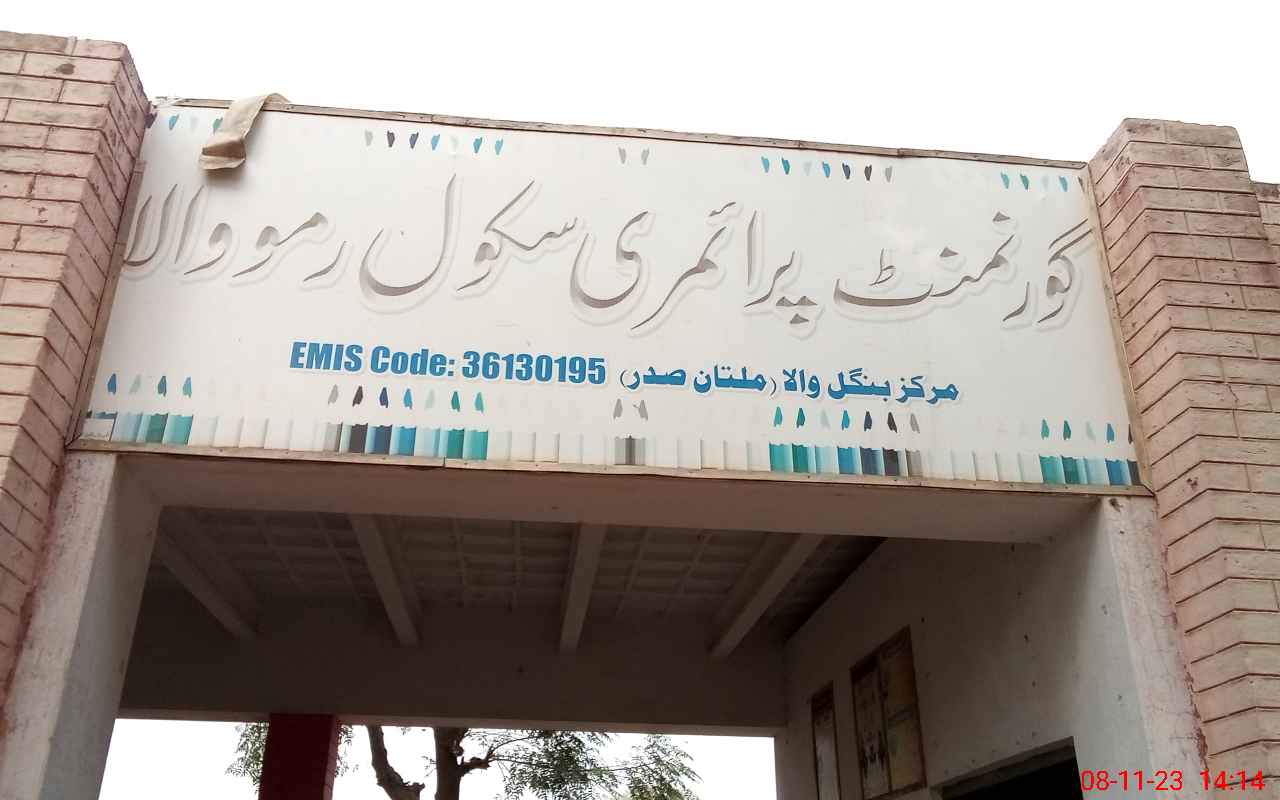 گورنمنٹ پرائمری سکول رمووالا
مرکز بنگل والا (ملتان صدر) EMIS Code: 36130195
08-11-23 14:14